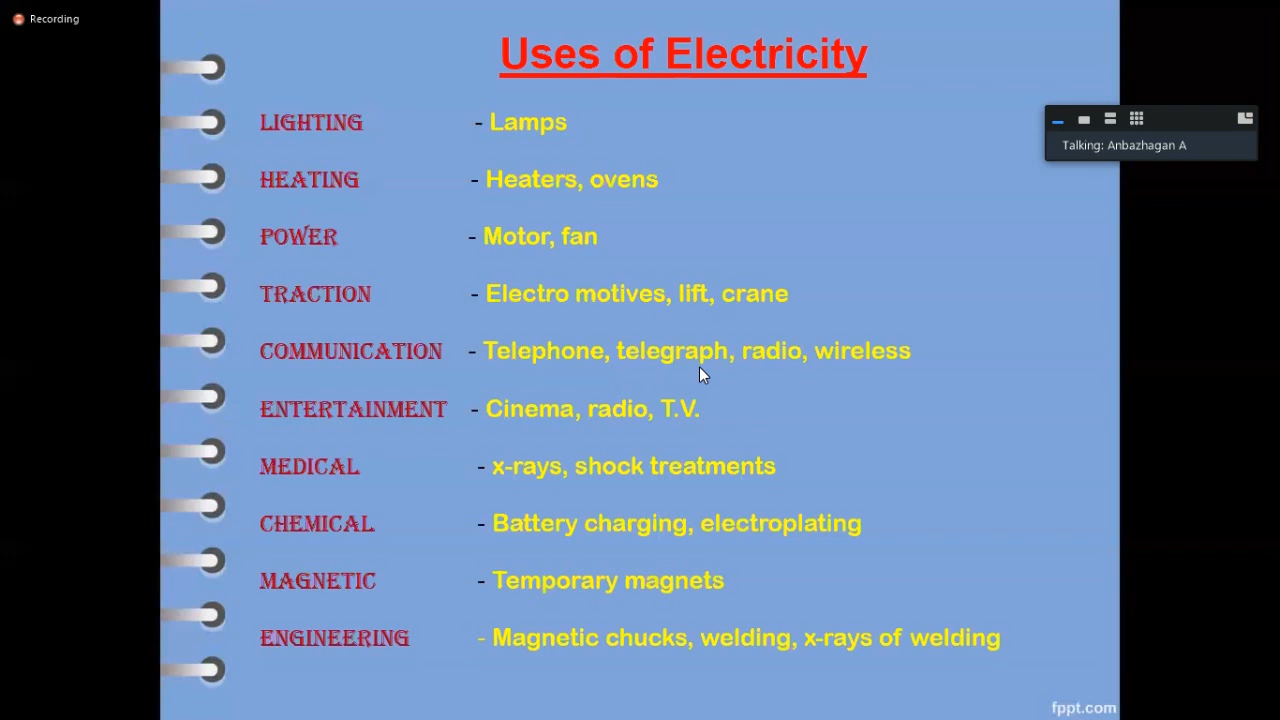 Recording
Uses of Electricity
LIGHTING - Lamps
Talking: Anbazhagan A
HEATING - Heaters, ovens
POWER - Motor, fan
TRACTION - Electro motives, lift, crane
COMMUNICATION - Telephone, telegraph, radio, wireless
ENTERTAINMENT - Cinema, radio, T.V.
MEDICAL - x-rays, shock treatments
CHEMICAL - Battery charging, electroplating
MAGNETIC - Temporary magnets
ENGINEERING - Magnetic chucks, welding, x-rays of welding
fppt.com